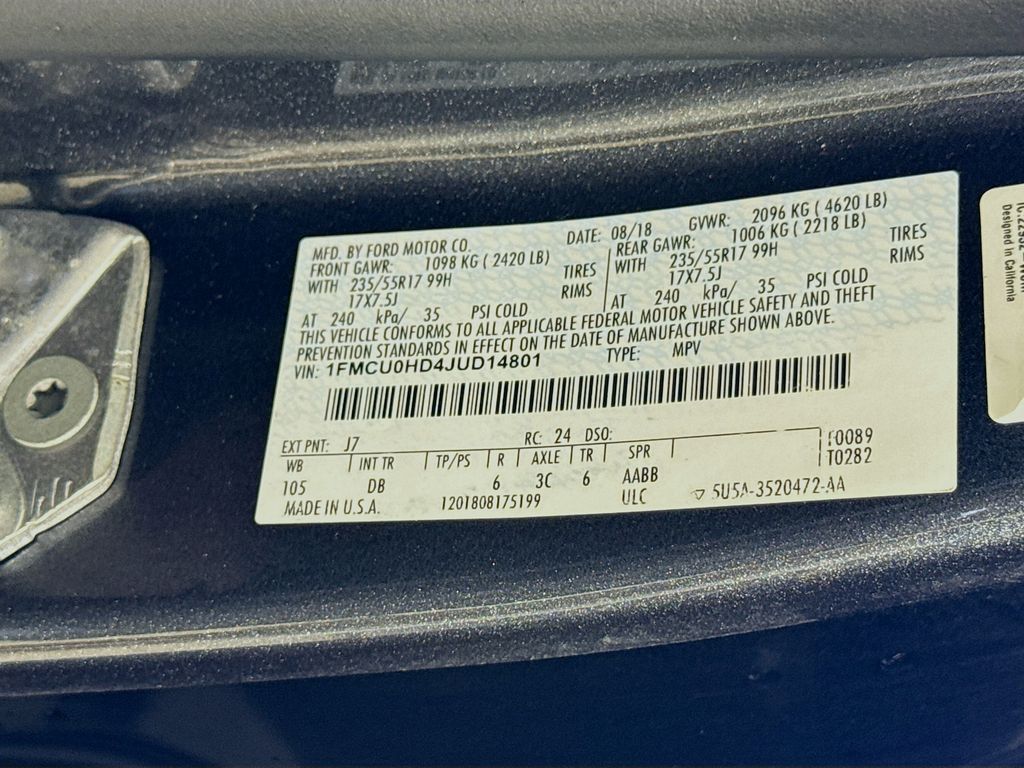 MFD. BY FORD MOTOR CO.
DATE: 08/18 GVWR: 2096 KG ( 4620 LB)
FRONT GAWR: 1098 KG ( 2420 LB)
REAR GAWR: 1006 KG ( 2218 LB)
WITH 235/55R17 99H TIRES
WITH 235/55R17 99H TIRES
17X7.5J RIMS
17X7.5J RIMS
AT 240 kPa/ 35 PSI COLD
AT 240 kPa/ 35 PSI COLD
THIS VEHICLE CONFORMS TO ALL APPLICABLE FEDERAL MOTOR VEHICLE SAFETY AND THEFT
PREVENTION STANDARDS IN EFFECT ON THE DATE OF MANUFACTURE SHOWN ABOVE.
VIN: 1FMCU0HD4JUD14801 TYPE: MPV
EXT PNT: J7 RC: 24 DSO: F0089
WB INT TR TP/PS R AXLE TR SPR T0282
105 DB 6 3C 6 AABB
MADE IN U.S.A. 1201808175199 ULC 5U5A-3520472-AA
Designed in California